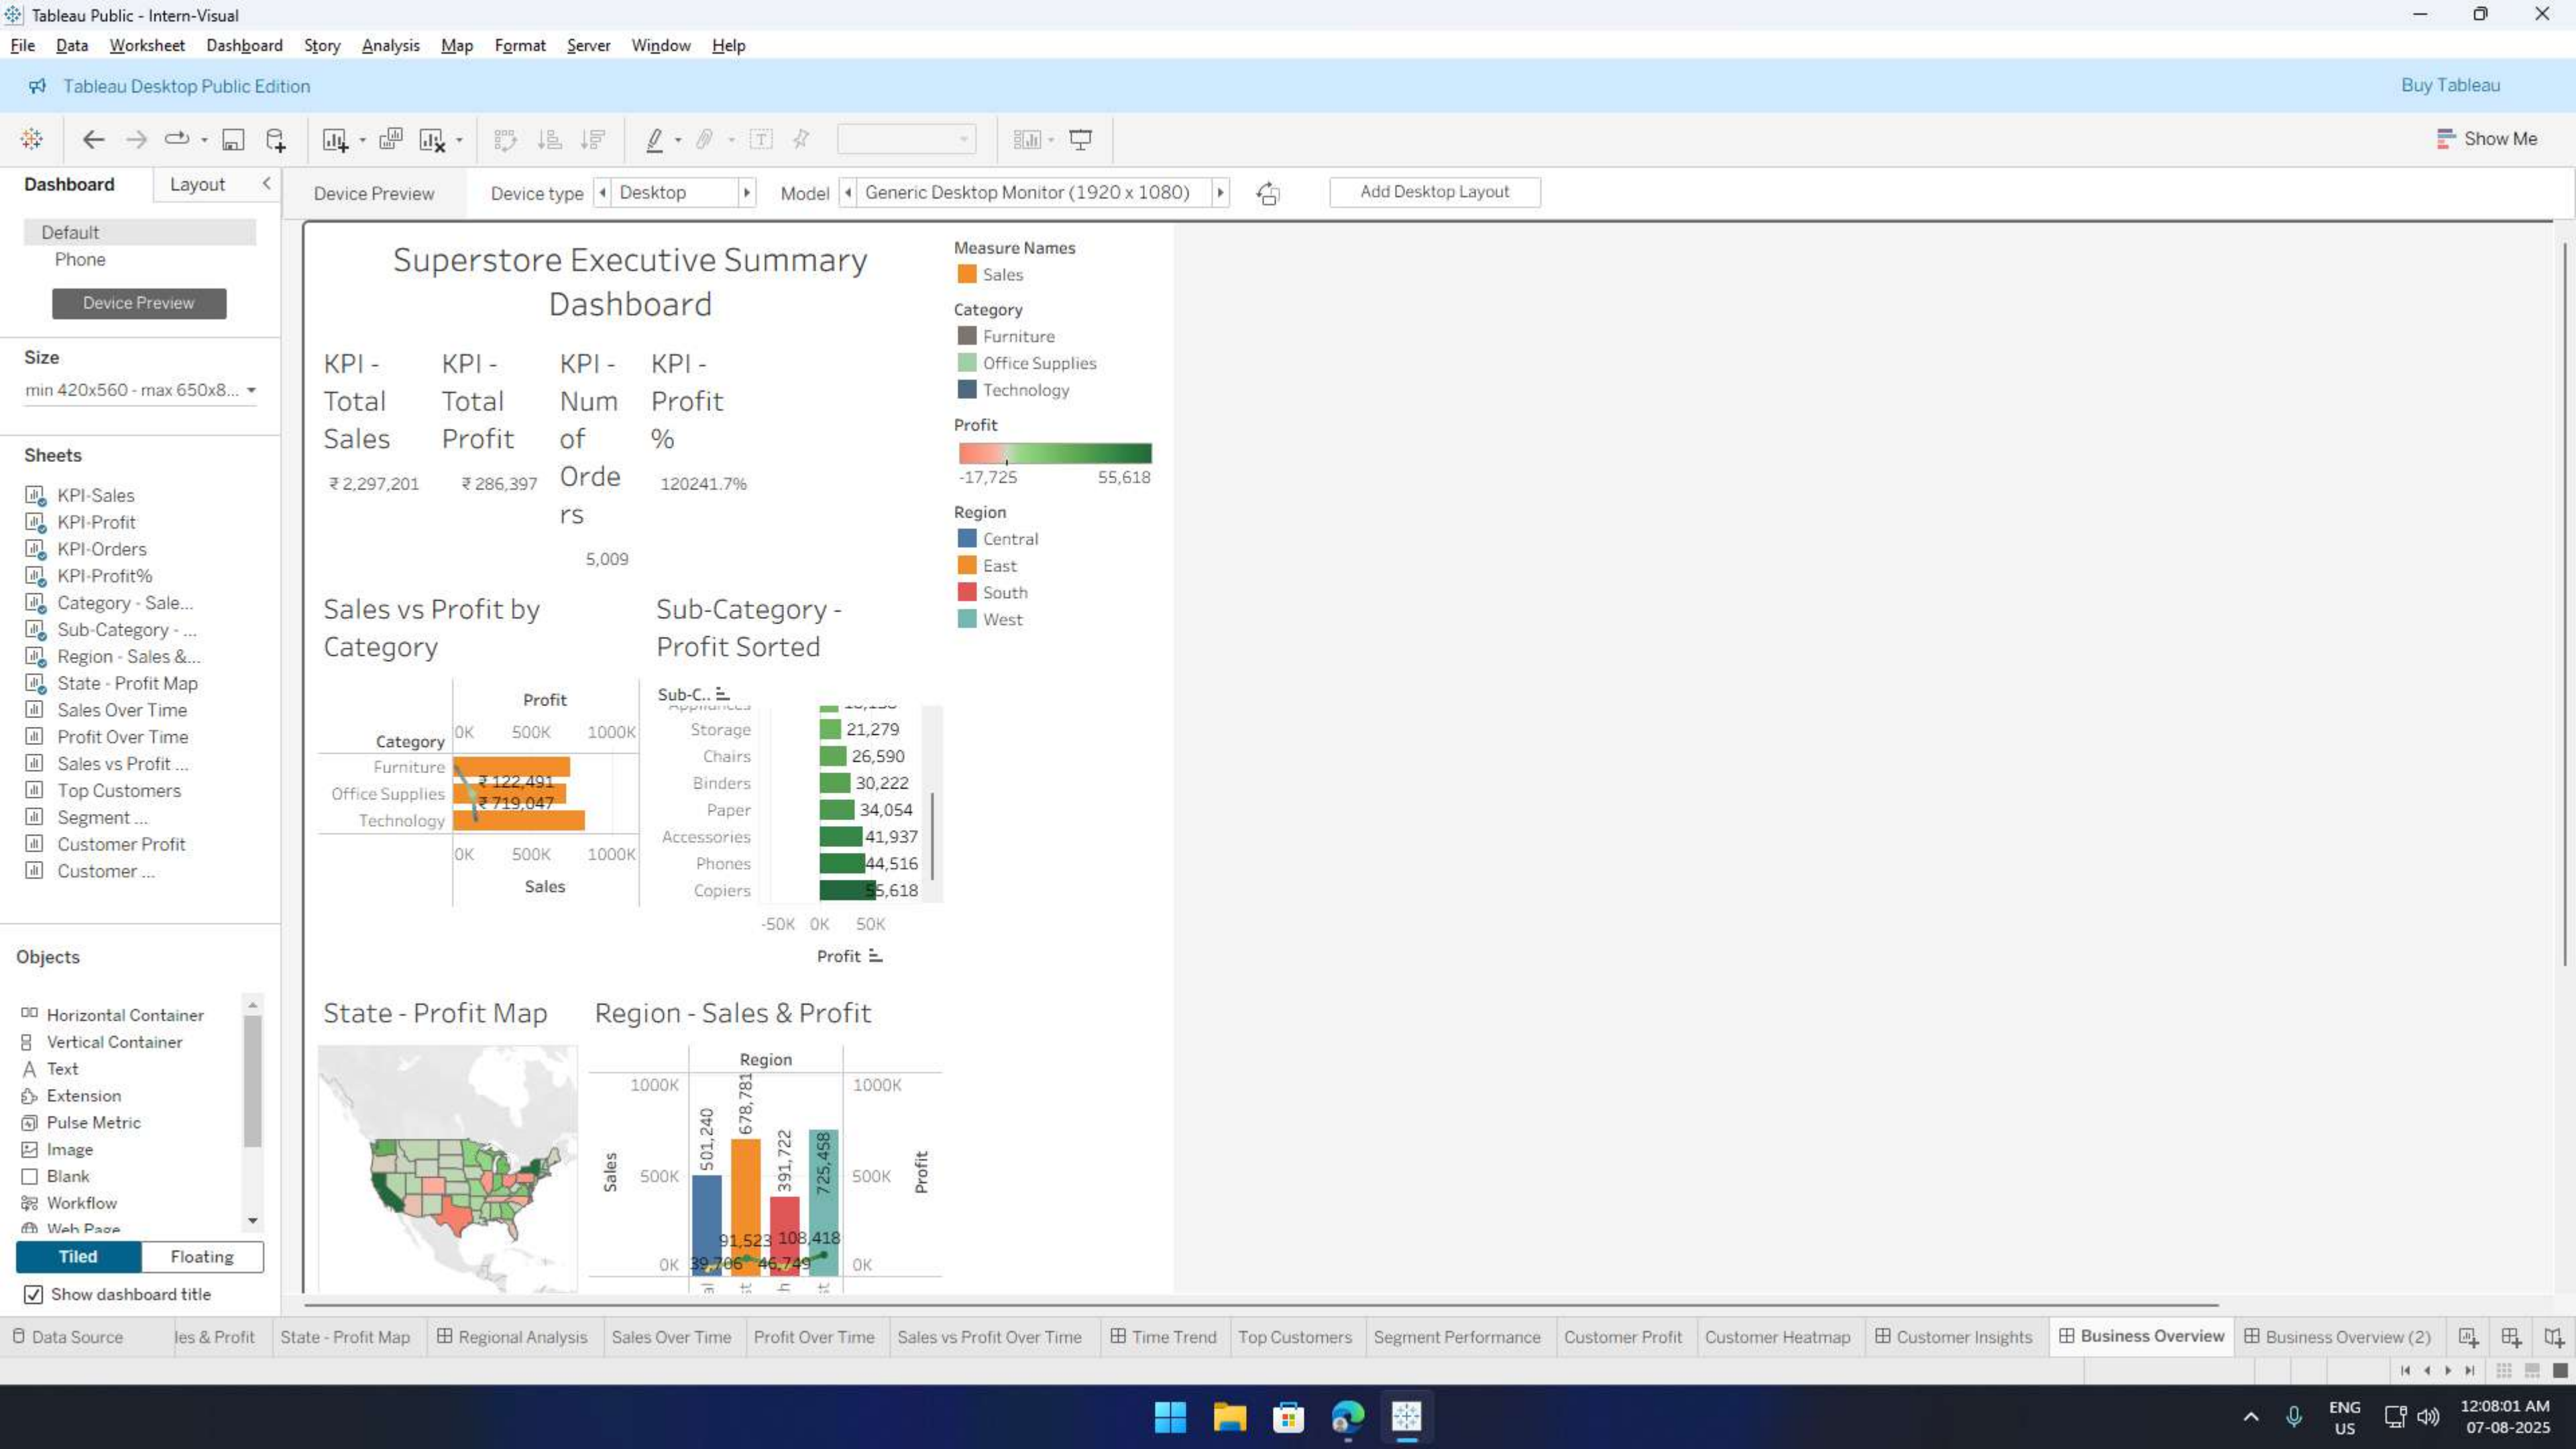 Tableau Public - Intern-Visual
File Data Worksheet Dashboard Story Analysis Map Format Server Window Help
Tableau Desktop Public Edition
Buy Tableau
Show Me
Dashboard
Layout
Device Preview
Device type
Desktop
Model
Generic Desktop Monitor (1920 x 1080)
Add Desktop Layout
Default
Phone
Device Preview
Size
min 420x560 - max 650x8...
Sheets
KPI-Sales
KPI-Profit
KPI-Orders
KPI-Profit%
Category - Sale...
Sub-Category - ...
Region - Sales &...
State - Profit Map
Sales Over Time
Profit Over Time
Sales vs Profit ...
Top Customers
Segment ...
Customer Profit
Customer ...
Objects
Horizontal Container
Vertical Container
Text
Extension
Pulse Metric
Image
Blank
Workflow
Web Page
Tiled
Floating
Show dashboard title
Superstore Executive Summary
Dashboard
KPI -
Total
Sales
₹ 2,297,201
KPI -
Total
Profit
₹ 286,397
KPI -
Num
of
Orde
rs
5,009
KPI -
Profit
%
120241.7%
Measure Names
Sales
Category
Furniture
Office Supplies
Technology
Profit
-17,725
55,618
Region
Central
East
South
West
Sales vs Profit by
Category
Profit
0K 500K 1000K
Category
Furniture
₹ 122,491
Office Supplies
₹ 719,047
Technology
0K 500K 1000K
Sales
Sub-Category -
Profit Sorted
Sub-C..
Storage 21,279
Chairs 26,590
Binders 30,222
Paper 34,054
Accessories 41,937
Phones 44,516
Copiers 55,618
-50K 0K 50K
Profit
State - Profit Map
Region - Sales & Profit
Region
1000K
1000K
501,240
678,781
391,722
725,458
Sales
500K
500K
Profit
91,523
108,418
0K
39,706
46,749
0K
Data Source
les & Profit
State - Profit Map
Regional Analysis
Sales Over Time
Profit Over Time
Sales vs Profit Over Time
Time Trend
Top Customers
Segment Performance
Customer Profit
Customer Heatmap
Customer Insights
Business Overview
Business Overview (2)
ENG
US
12:08:01 AM
07-08-2025